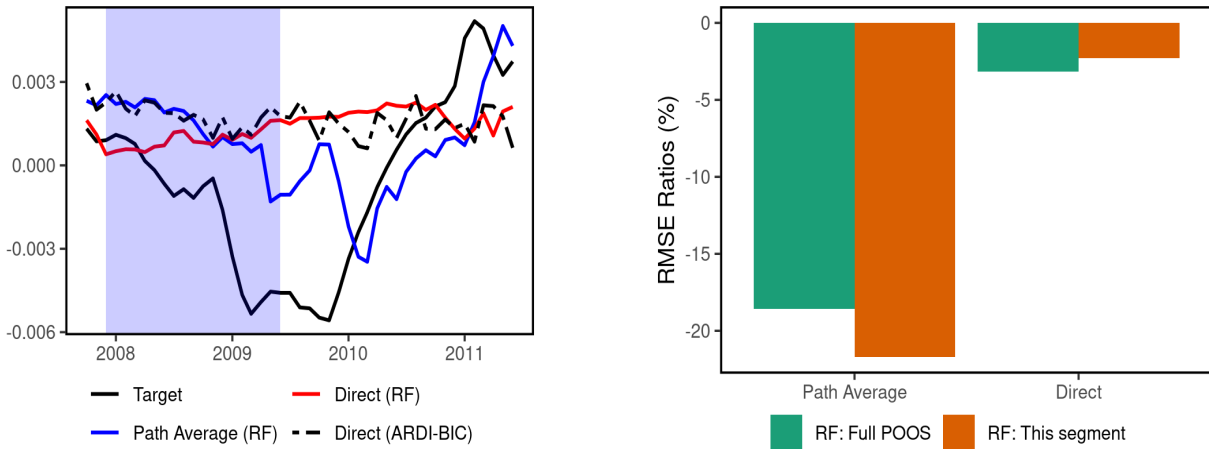 0.003
0.000
-0.003
-0.006
2008 2009 2010 2011
Target
Direct (RF)
Path Average (RF)
Direct (ARDI-BIC)
RMSE Ratios (%)
0
-5
-10
-15
-20
Path Average
Direct
RF: Full POOS
RF: This segment